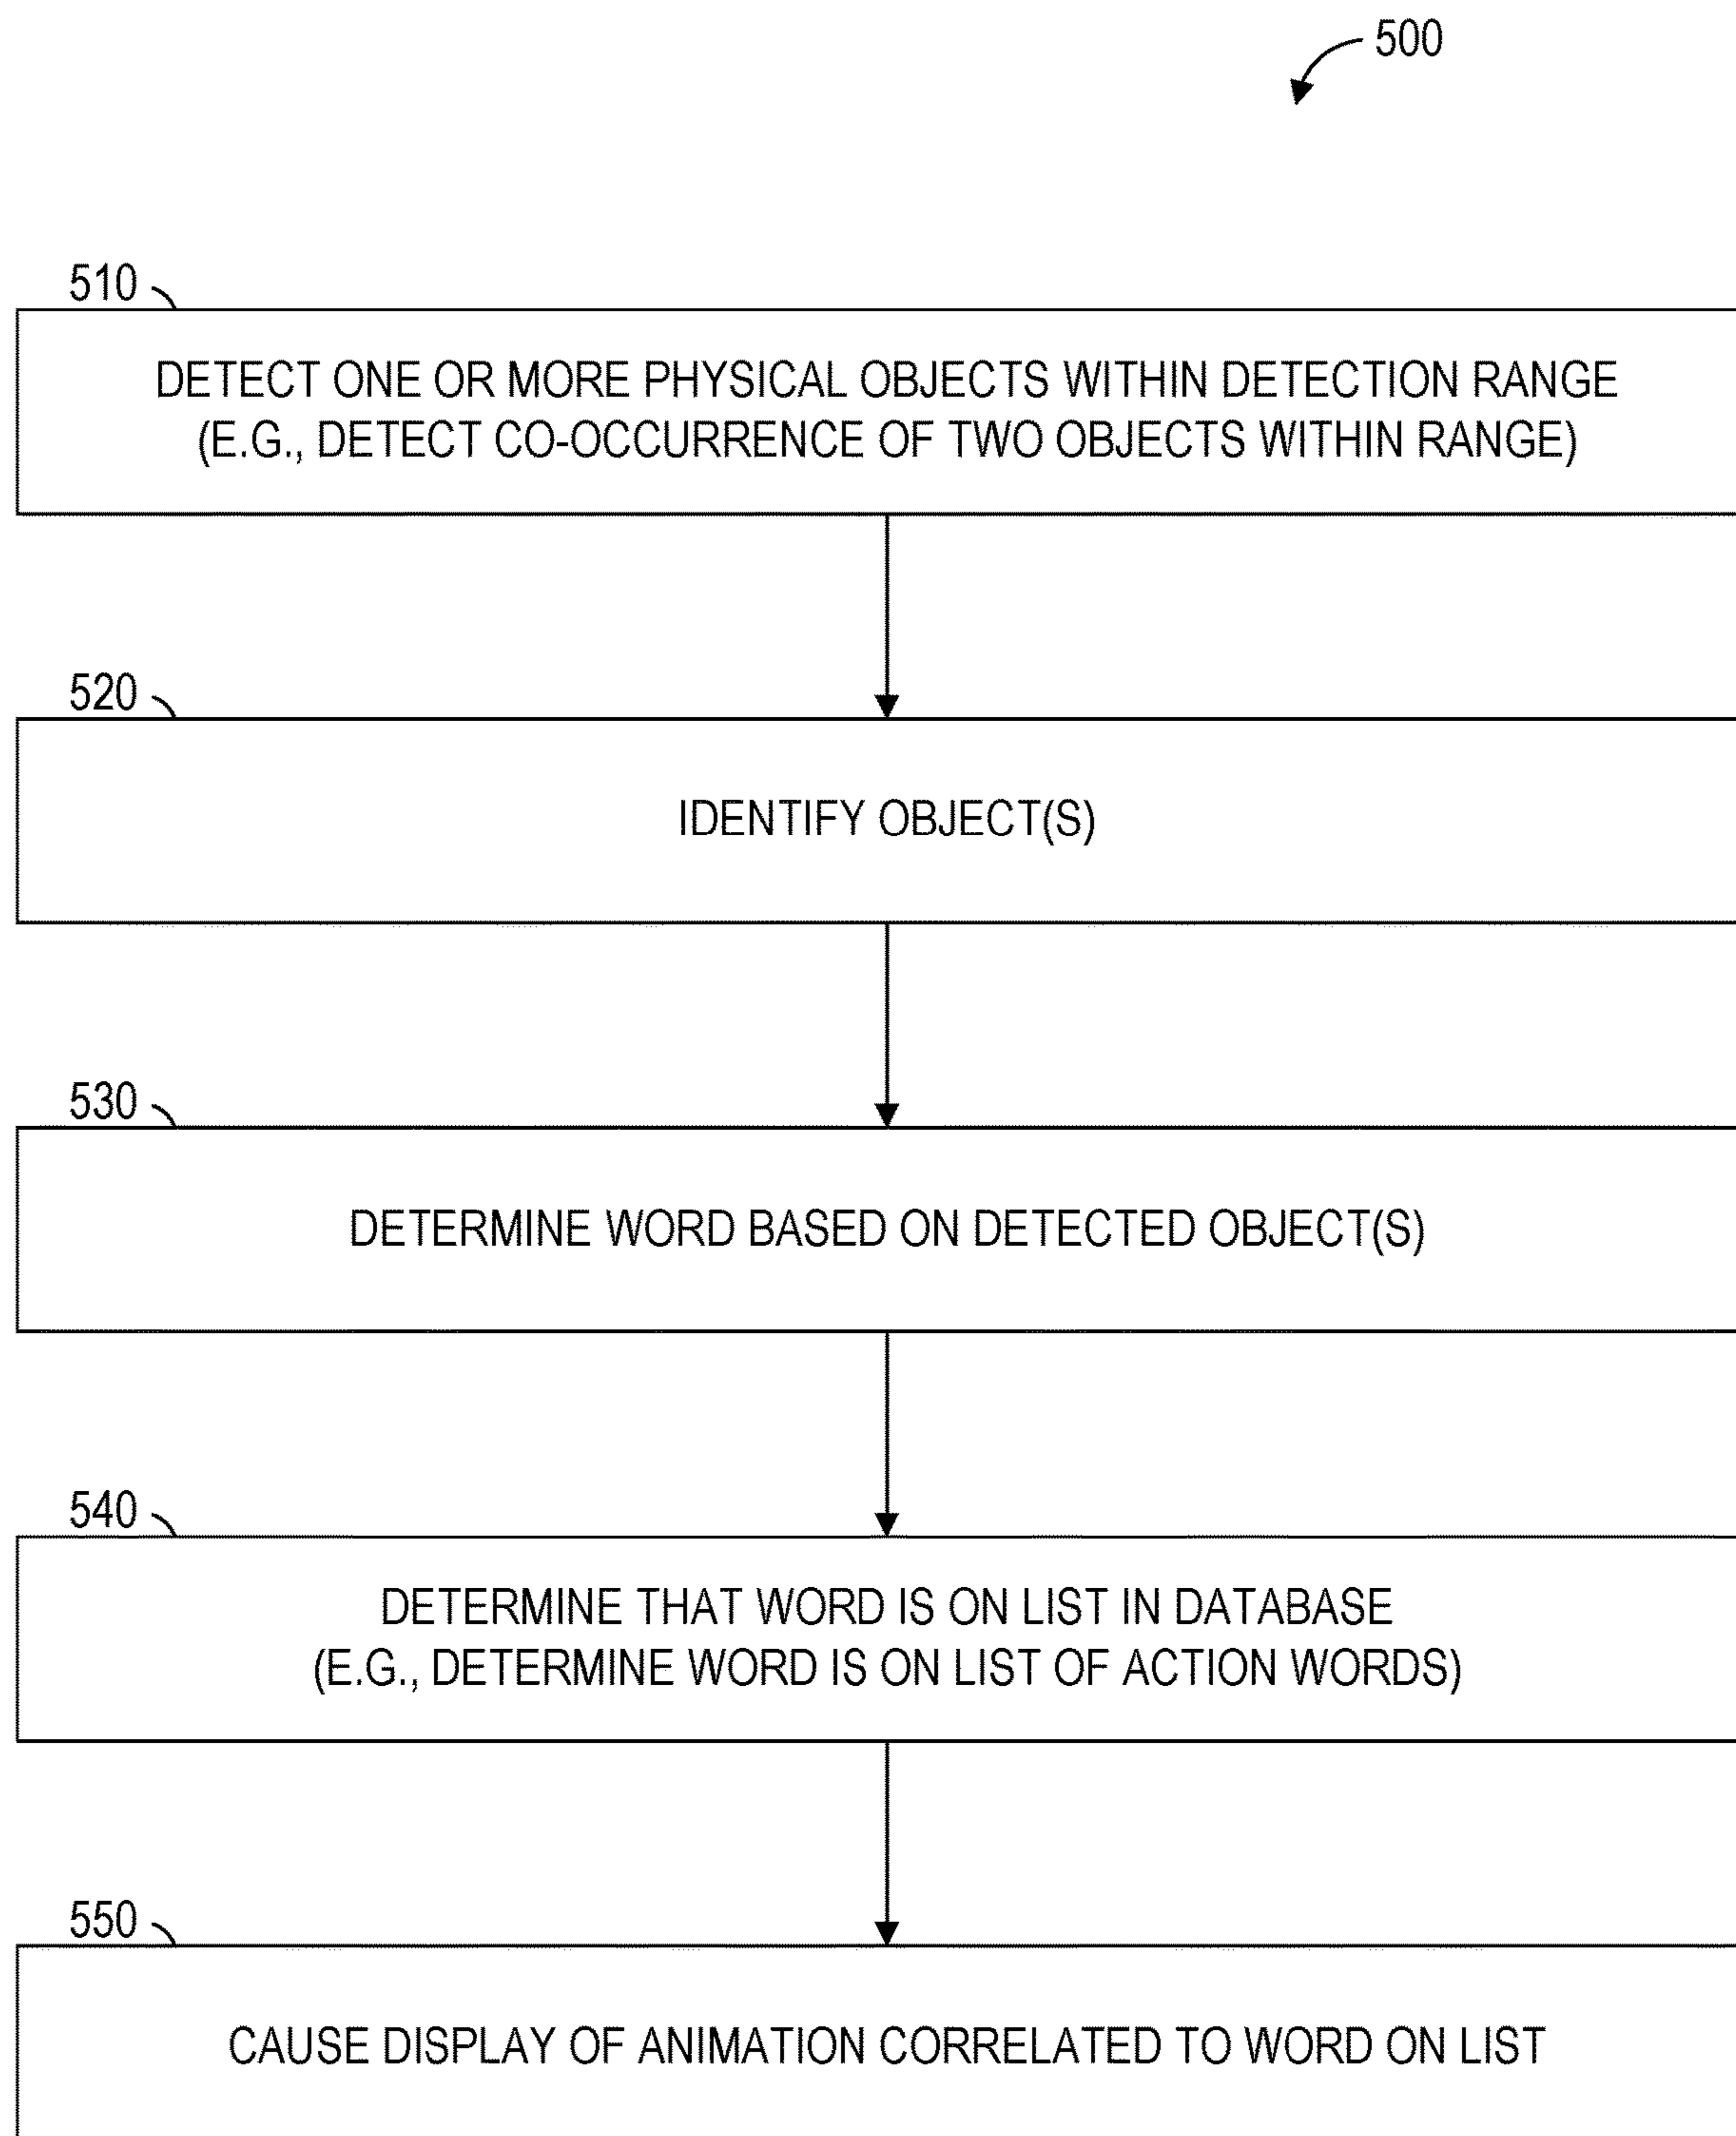 500
510
DETECT ONE OR MORE PHYSICAL OBJECTS WITHIN DETECTION RANGE
(E.G., DETECT CO-OCCURRENCE OF TWO OBJECTS WITHIN RANGE)
520
IDENTIFY OBJECT(S)
530
DETERMINE WORD BASED ON DETECTED OBJECT(S)
540
DETERMINE THAT WORD IS ON LIST IN DATABASE
(E.G., DETERMINE WORD IS ON LIST OF ACTION WORDS)
550
CAUSE DISPLAY OF ANIMATION CORRELATED TO WORD ON LIST